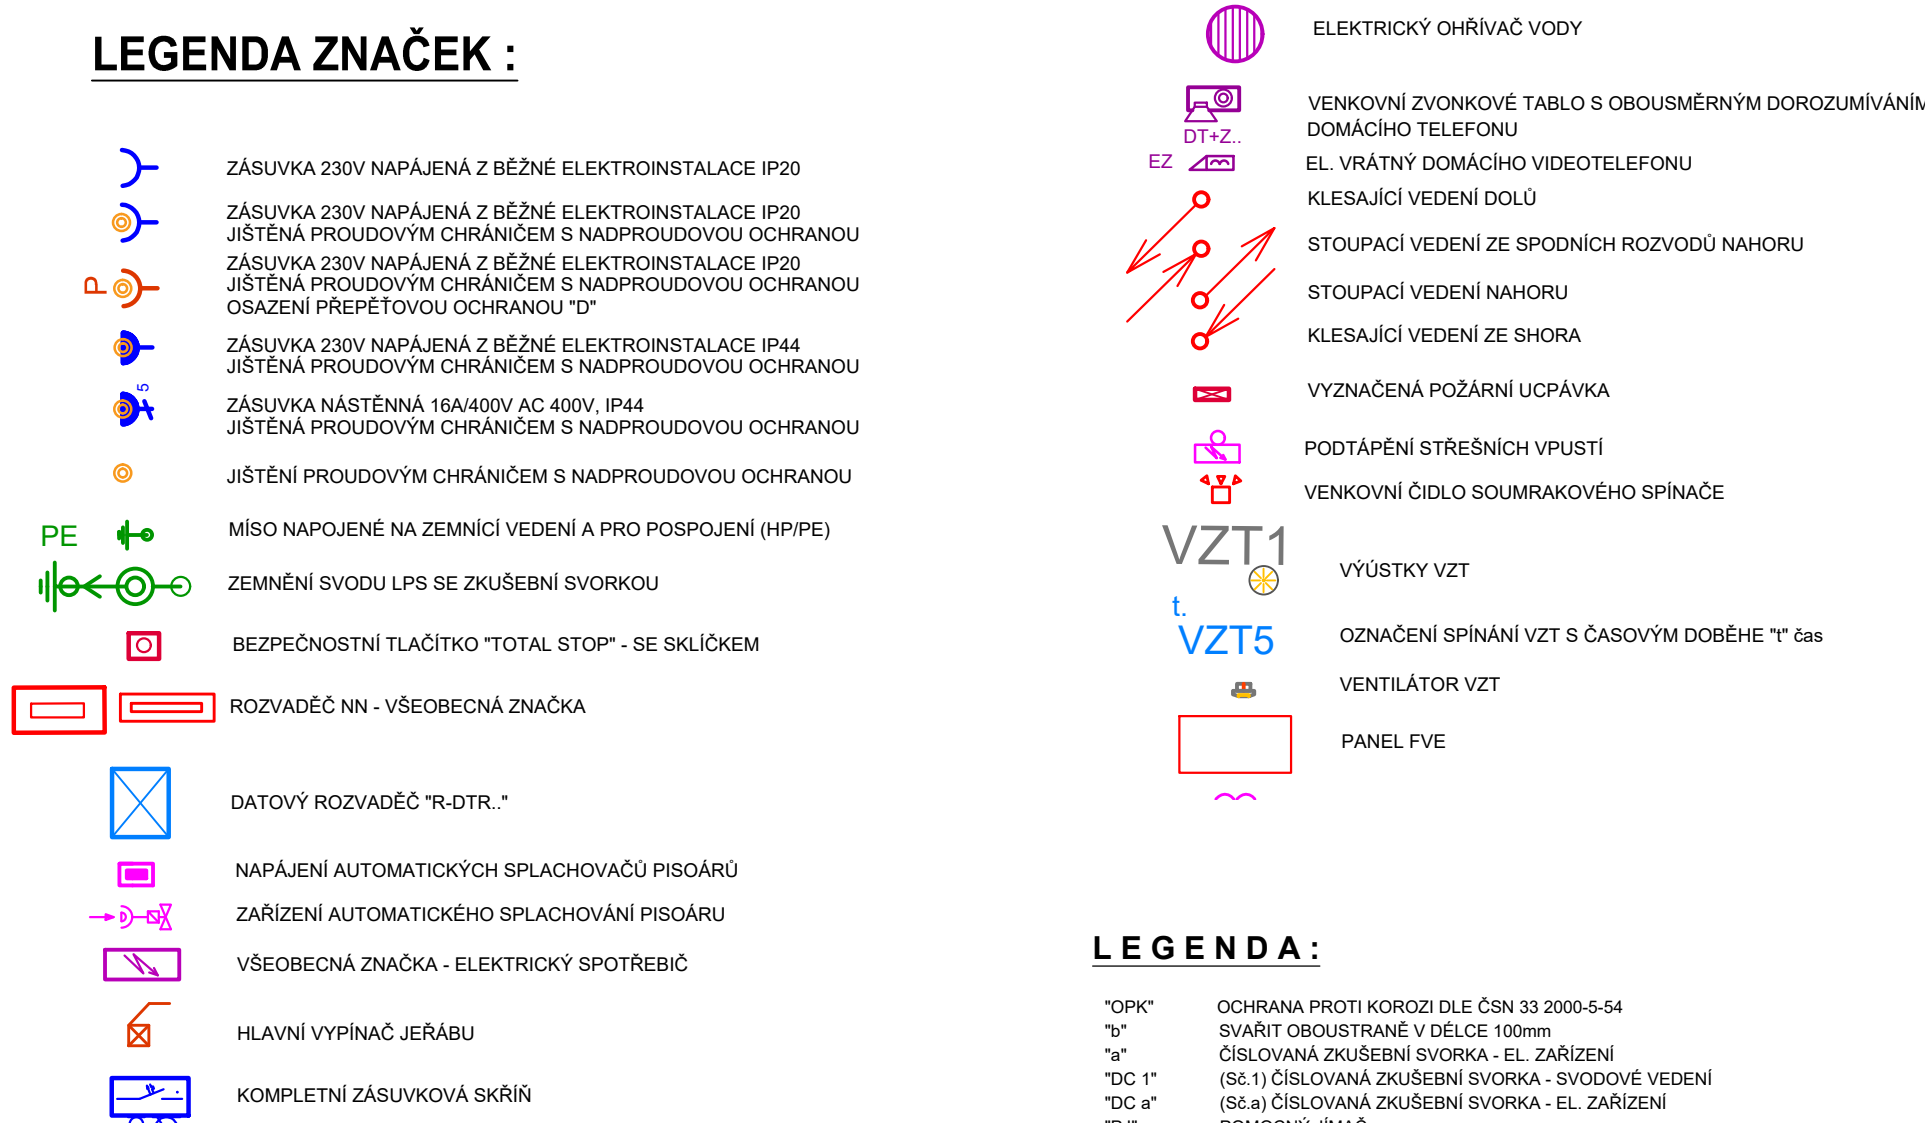 LEGENDA ZNAČEK :
ZÁSUVKA 230V NAPÁJENÁ Z BĚŽNÉ ELEKTROINSTALACE IP20
ZÁSUVKA 230V NAPÁJENÁ Z BĚŽNÉ ELEKTROINSTALACE IP20
JIŠTĚNÁ PROUDOVÝM CHRÁNIČEM S NADPROUDOVOU OCHRANOU
P
ZÁSUVKA 230V NAPÁJENÁ Z BĚŽNÉ ELEKTROINSTALACE IP20
JIŠTĚNÁ PROUDOVÝM CHRÁNIČEM S NADPROUDOVOU OCHRANOU
OSAZENÍ PŘEPĚŤOVOU OCHRANOU "D"
ZÁSUVKA 230V NAPÁJENÁ Z BĚŽNÉ ELEKTROINSTALACE IP44
JIŠTĚNÁ PROUDOVÝM CHRÁNIČEM S NADPROUDOVOU OCHRANOU
5
ZÁSUVKA NÁSTĚNNÁ 16A/400V AC 400V, IP44
JIŠTĚNÁ PROUDOVÝM CHRÁNIČEM S NADPROUDOVOU OCHRANOU
JIŠTĚNÍ PROUDOVÝM CHRÁNIČEM S NADPROUDOVOU OCHRANOU
PE MÍSO NAPOJENÉ NA ZEMNÍCÍ VEDENÍ A PRO POSPOJENÍ (HP/PE)
ZEMNĚNÍ SVODU LPS SE ZKUŠEBNÍ SVORKOU
BEZPEČNOSTNÍ TLAČÍTKO "TOTAL STOP" - SE SKLÍČKEM
ROZVADĚČ NN - VŠEOBECNÁ ZNAČKA
DATOVÝ ROZVADĚČ "R-DTR.."
NAPÁJENÍ AUTOMATICKÝCH SPLACHOVAČŮ PISOÁRŮ
ZAŘÍZENÍ AUTOMATICKÉHO SPLACHOVÁNÍ PISOÁRU
VŠEOBECNÁ ZNAČKA - ELEKTRICKÝ SPOTŘEBIČ
HLAVNÍ VYPÍNAČ JEŘÁBU
KOMPLETNÍ ZÁSUVKOVÁ SKŘÍŇ
ELEKTRICKÝ OHŘÍVAČ VODY
VENKOVNÍ ZVONKOVÉ TABLO S OBOUSMĚRNÝM DOROZUMÍVÁNÍM
DOMÁCÍHO TELEFONU
DT+Z..
EZ EL. VRÁTNÝ DOMÁCÍHO VIDEOTELEFONU
KLESAJÍCÍ VEDENÍ DOLŮ
STOUPACÍ VEDENÍ ZE SPODNÍCH ROZVODŮ NAHORU
STOUPACÍ VEDENÍ NAHORU
KLESAJÍCÍ VEDENÍ ZE SHORA
VYZNAČENÁ POŽÁRNÍ UCPÁVKA
PODTÁPĚNÍ STŘEŠNÍCH VPUSTÍ
VENKOVNÍ ČIDLO SOUMRAKOVÉHO SPÍNAČE
VZT1
VÝÚSTKY VZT
t.
VZT5 OZNAČENÍ SPÍNÁNÍ VZT S ČASOVÝM DOBĚHE "t" čas
VENTILÁTOR VZT
PANEL FVE
LEGENDA:
"OPK" OCHRANA PROTI KOROZI DLE ČSN 33 2000-5-54
"b" SVAŘIT OBOUSTRANĚ V DÉLCE 100mm
"a" ČÍSLOVANÁ ZKUŠEBNÍ SVORKA - EL. ZAŘÍZENÍ
"DC 1" (Sč.1) ČÍSLOVANÁ ZKUŠEBNÍ SVORKA - SVODOVÉ VEDENÍ
"DC a" (Sč.a) ČÍSLOVANÁ ZKUŠEBNÍ SVORKA - EL. ZAŘÍZENÍ